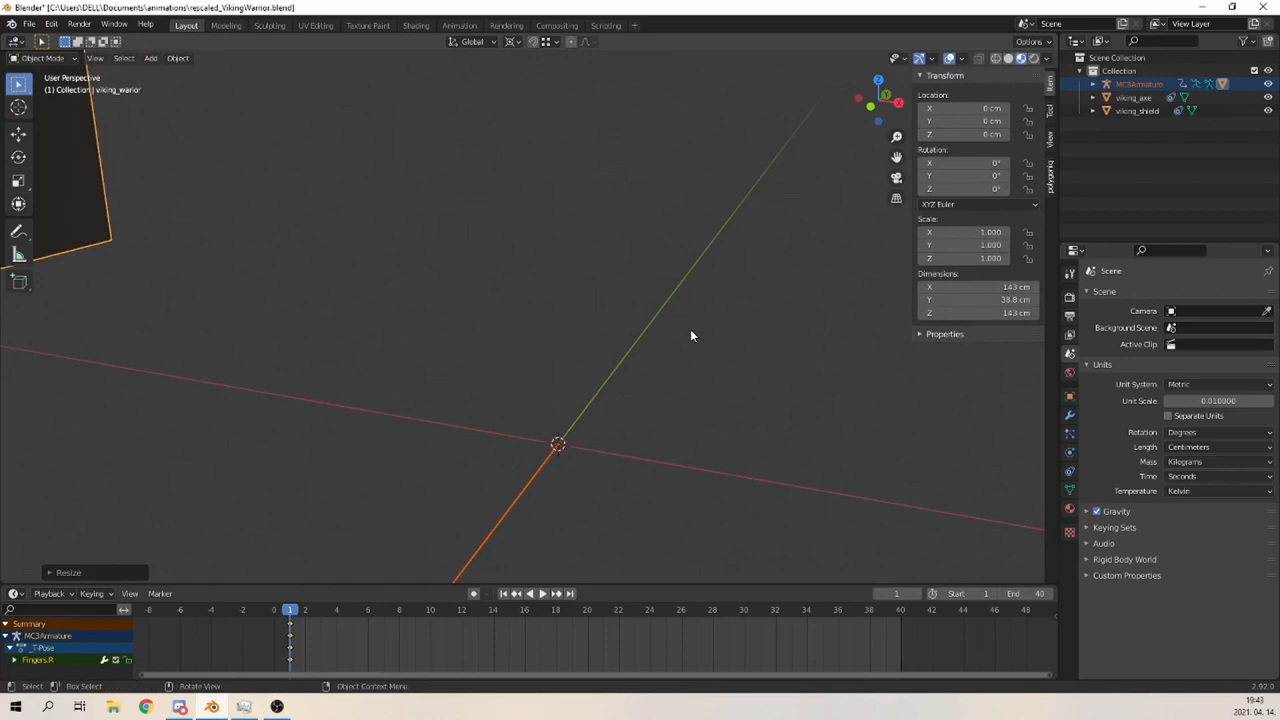 Blender* [C:\Users\DELL\Documents\animations\rescaled_VikingWarrior.blend]
File Edit Render Window Help Layout Modeling Sculpting UV Editing Texture Paint Shading Animation Rendering Compositing Scripting + Scene View Layer
Global Options
Object Mode View Select Add Object
User Perspective
(1) Collection | viking_warior
Transform
Location:
X 0 cm
Y 0 cm
Z 0 cm
Rotation:
X 0°
Y 0°
Z 0°
XYZ Euler
Scale:
X 1.000
Y 1.000
Z 1.000
Dimensions:
X 143 cm
Y 38.8 cm
Z 143 cm
Properties
Item
Tool
View
polygoniq
Z
Y
X
Scene Collection
Collection
MC3Armature
viking_axe
viking_shield
Scene
Scene
Camera
Background Scene
Active Clip
Units
Unit System Metric
Unit Scale 0.010000
Separate Units
Rotation Degrees
Length Centimeters
Mass Kilograms
Time Seconds
Temperature Kelvin
Gravity
Keying Sets
Audio
Rigid Body World
Custom Properties
Resize
Playback Keying View Marker 1 Start 1 End 40
-8 -6 -4 -2 0 1 2 4 6 8 10 12 14 16 18 20 22 24 26 28 30 32 34 36 38 40 42 44 46 48
Summary
MC3Armature
_T-Pose
Fingers.R
Select Box Select Rotate View Object Context Menu 2.92.0
19:43
2021. 04. 14.